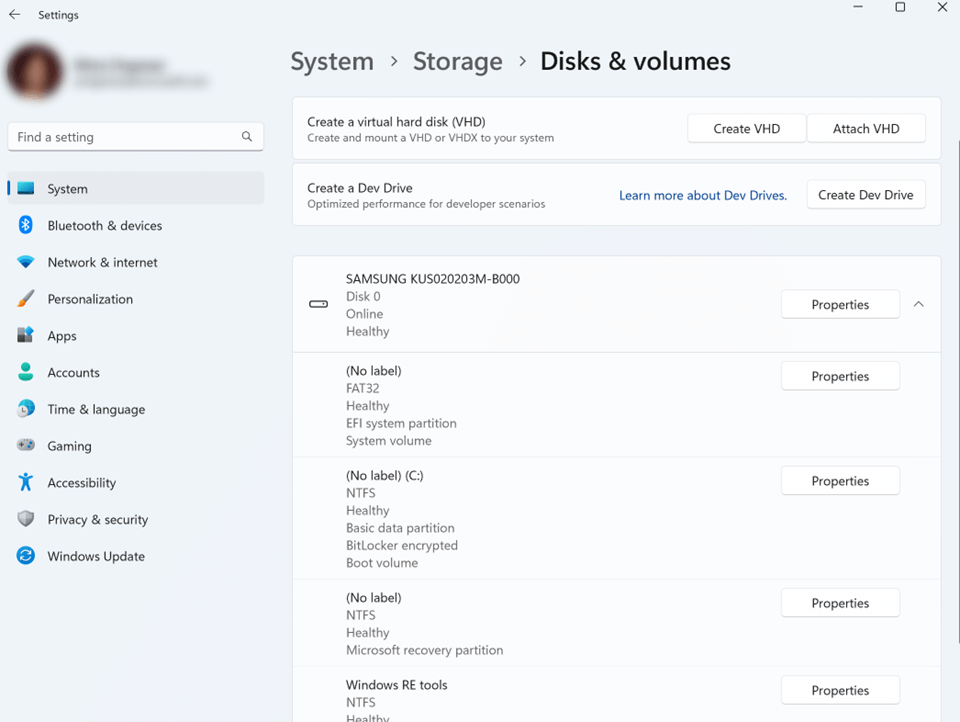 Settings
System > Storage > Disks & volumes
Find a setting
System
Bluetooth & devices
Network & internet
Personalization
Apps
Accounts
Time & language
Gaming
Accessibility
Privacy & security
Windows Update
Create a virtual hard disk (VHD)
Create and mount a VHD or VHDX to your system
Create VHD
Attach VHD
Create a Dev Drive
Optimized performance for developer scenarios
Learn more about Dev Drives.
Create Dev Drive
SAMSUNG KUS020203M-B000
Disk 0
Online
Healthy
Properties
(No label)
FAT32
Healthy
EFI system partition
System volume
Properties
(No label) (C:)
NTFS
Healthy
Basic data partition
BitLocker encrypted
Boot volume
Properties
(No label)
NTFS
Healthy
Microsoft recovery partition
Properties
Windows RE tools
NTFS
Healthy
Properties